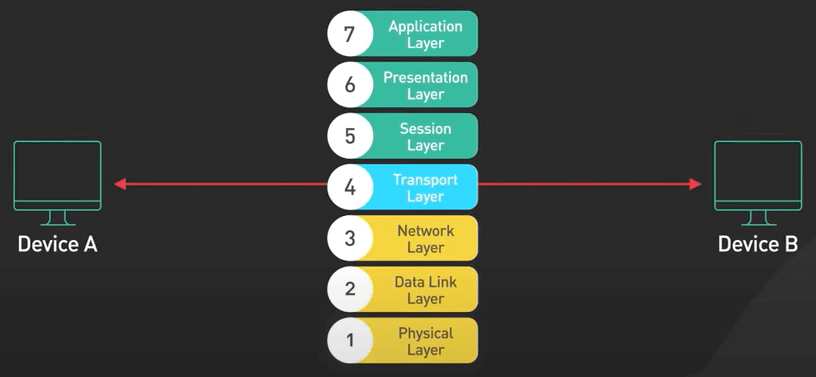 7
Application
Layer
6
Presentation
Layer
5
Session
Layer
4
Transport
Layer
3
Network
Layer
2
Data Link
Layer
1
Physical
Layer
Device A
Device B